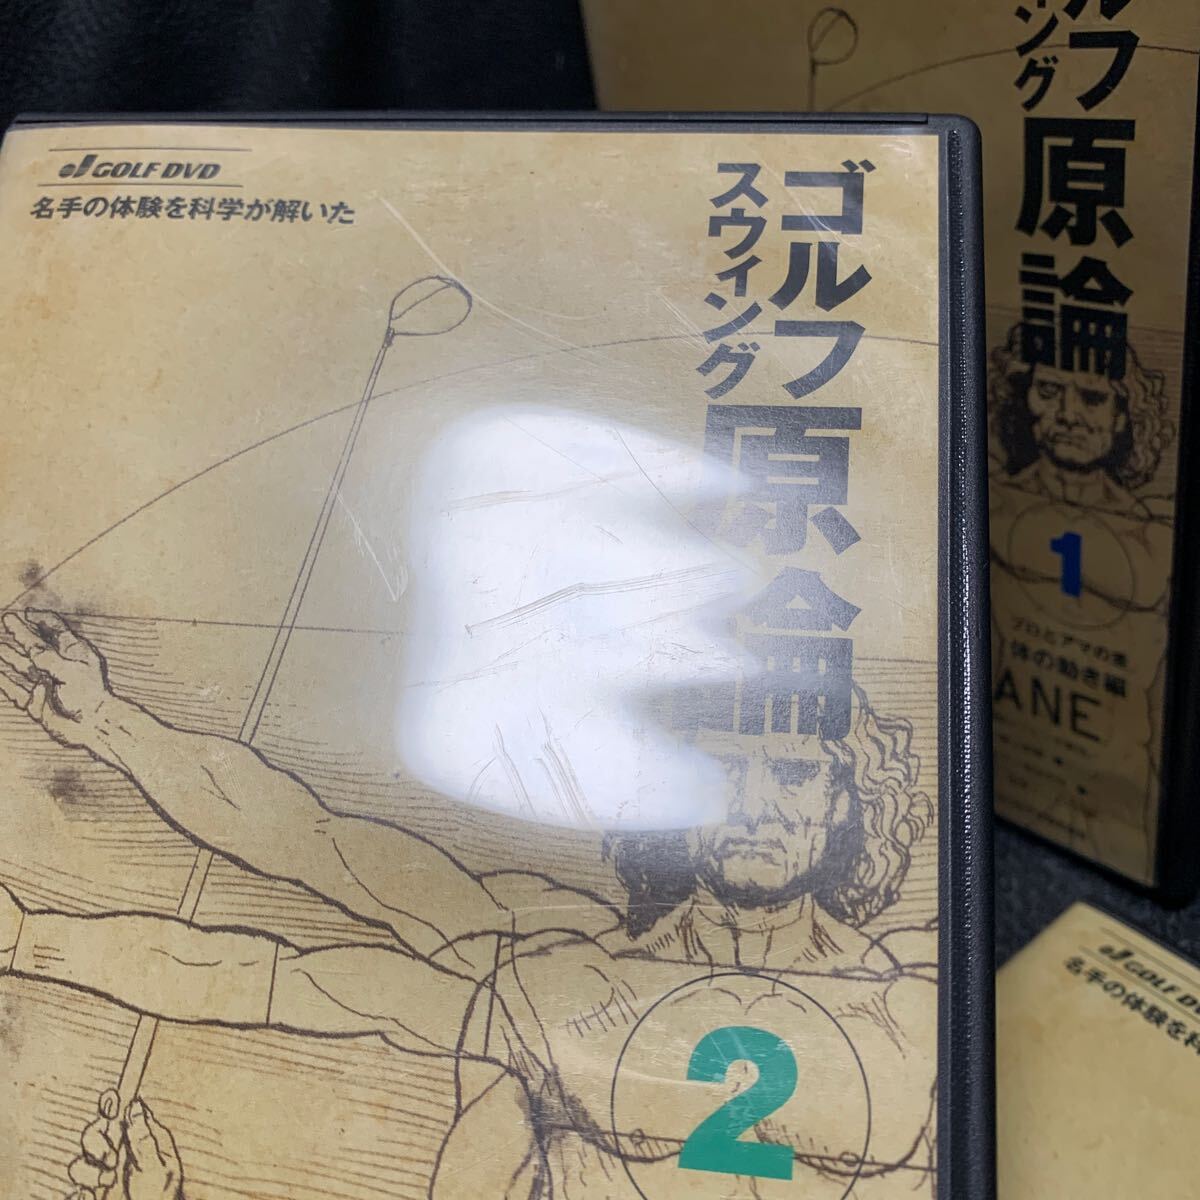 GOLF DVD
名手の体験を科学が解いた
ゴルフ
スウィング
原論
2
ルフ
ング
原論
1
プロとアマの差
体の動き編
ANE
GOLF D
名手の体験を科